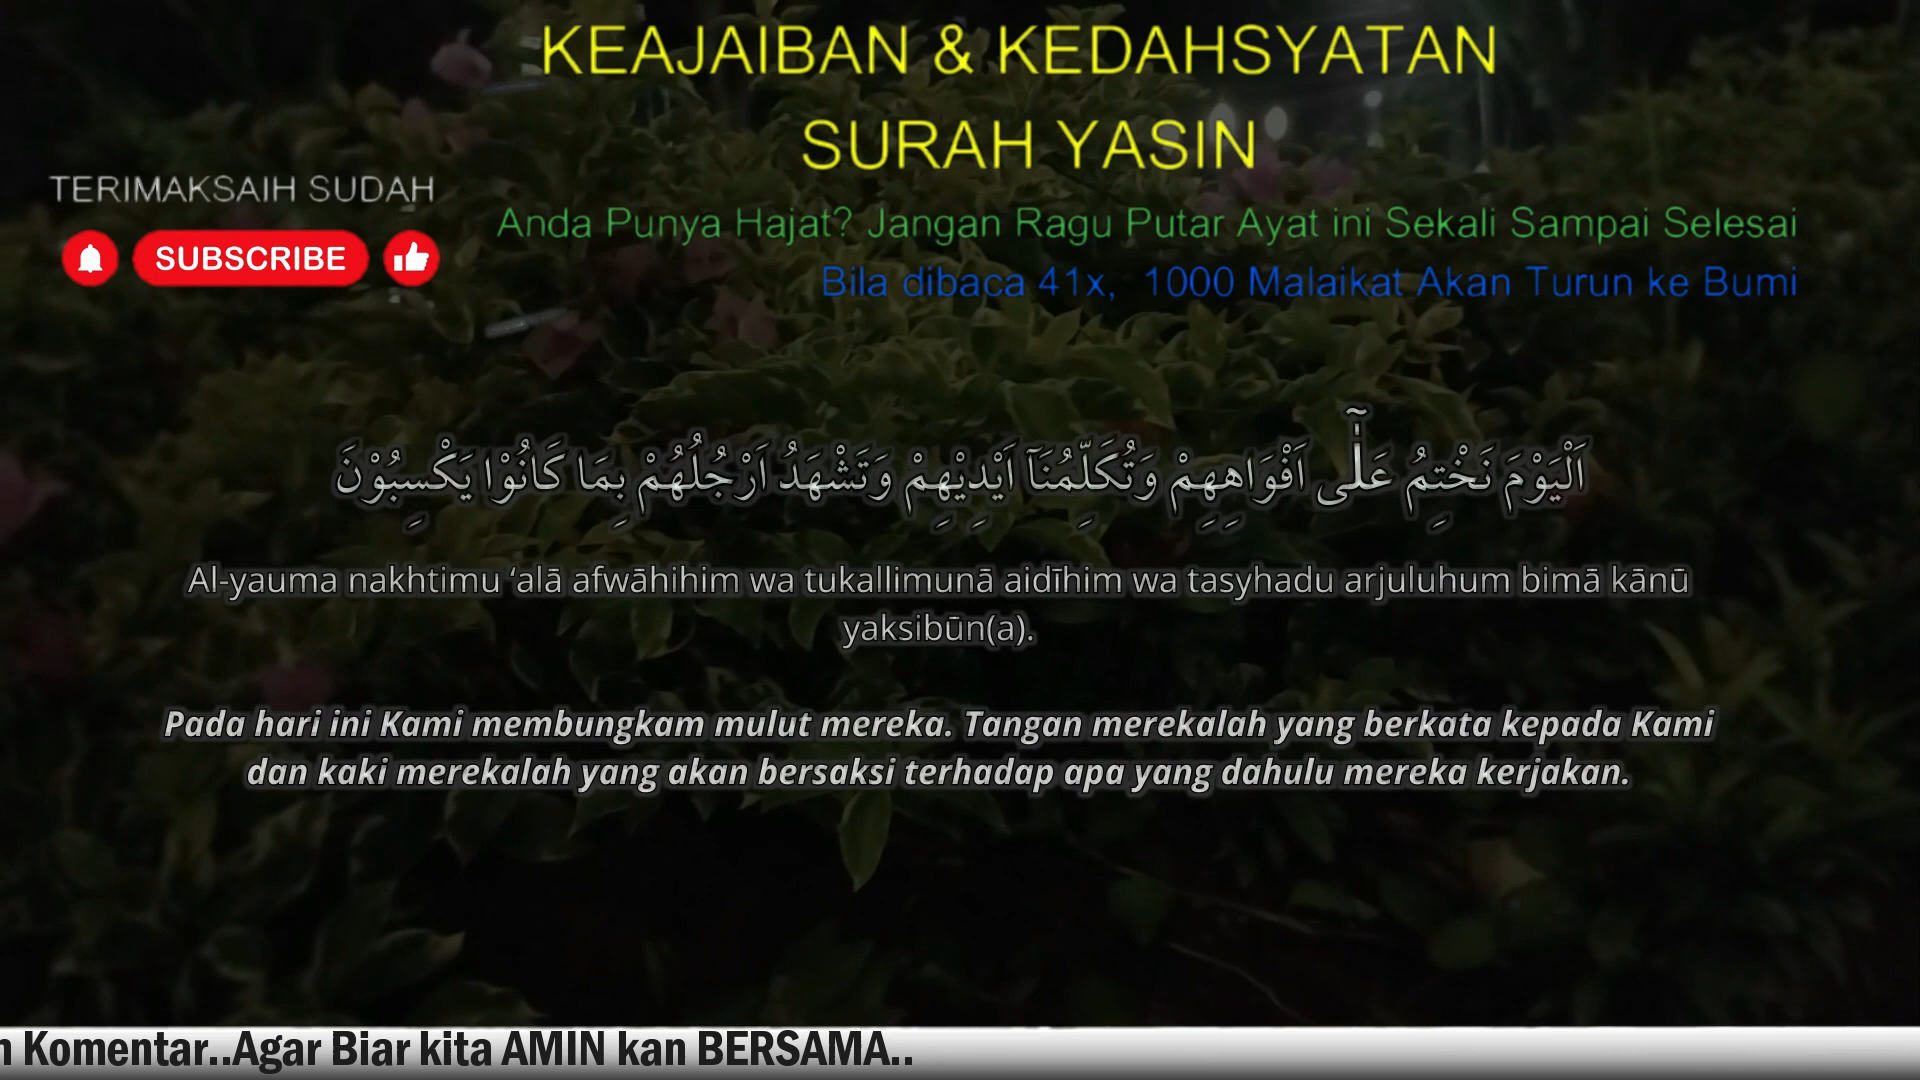 KEAJAIBAN & KEDAHSYATAN
SURAH YASIN
TERIMAKSAIH SUDAH
SUBSCRIBE
Anda Punya Hajat? Jangan Ragu Putar Ayat ini Sekali Sampai Selesai
Bila dibaca 41x, 1000 Malaikat Akan Turun ke Bumi
اَلْيَوْمَ نَخْتِمُ عَلٰٓى اَفْوَاهِهِمْ وَتُكَلِّمُنَآ اَيْدِيْهِمْ وَتَشْهَدُ اَرْجُلُهُمْ بِمَا كَانُوْا يَكْسِبُوْنَ
Al-yauma nakhtimu ‘alā afwāhihim wa tukallimunā aidīhim wa tasyhadu arjuluhum bimā kānū
yaksibūn(a).
Pada hari ini Kami membungkam mulut mereka. Tangan merekalah yang berkata kepada Kami
dan kaki merekalah yang akan bersaksi terhadap apa yang dahulu mereka kerjakan.
n Komentar..Agar Biar kita AMIN kan BERSAMA..